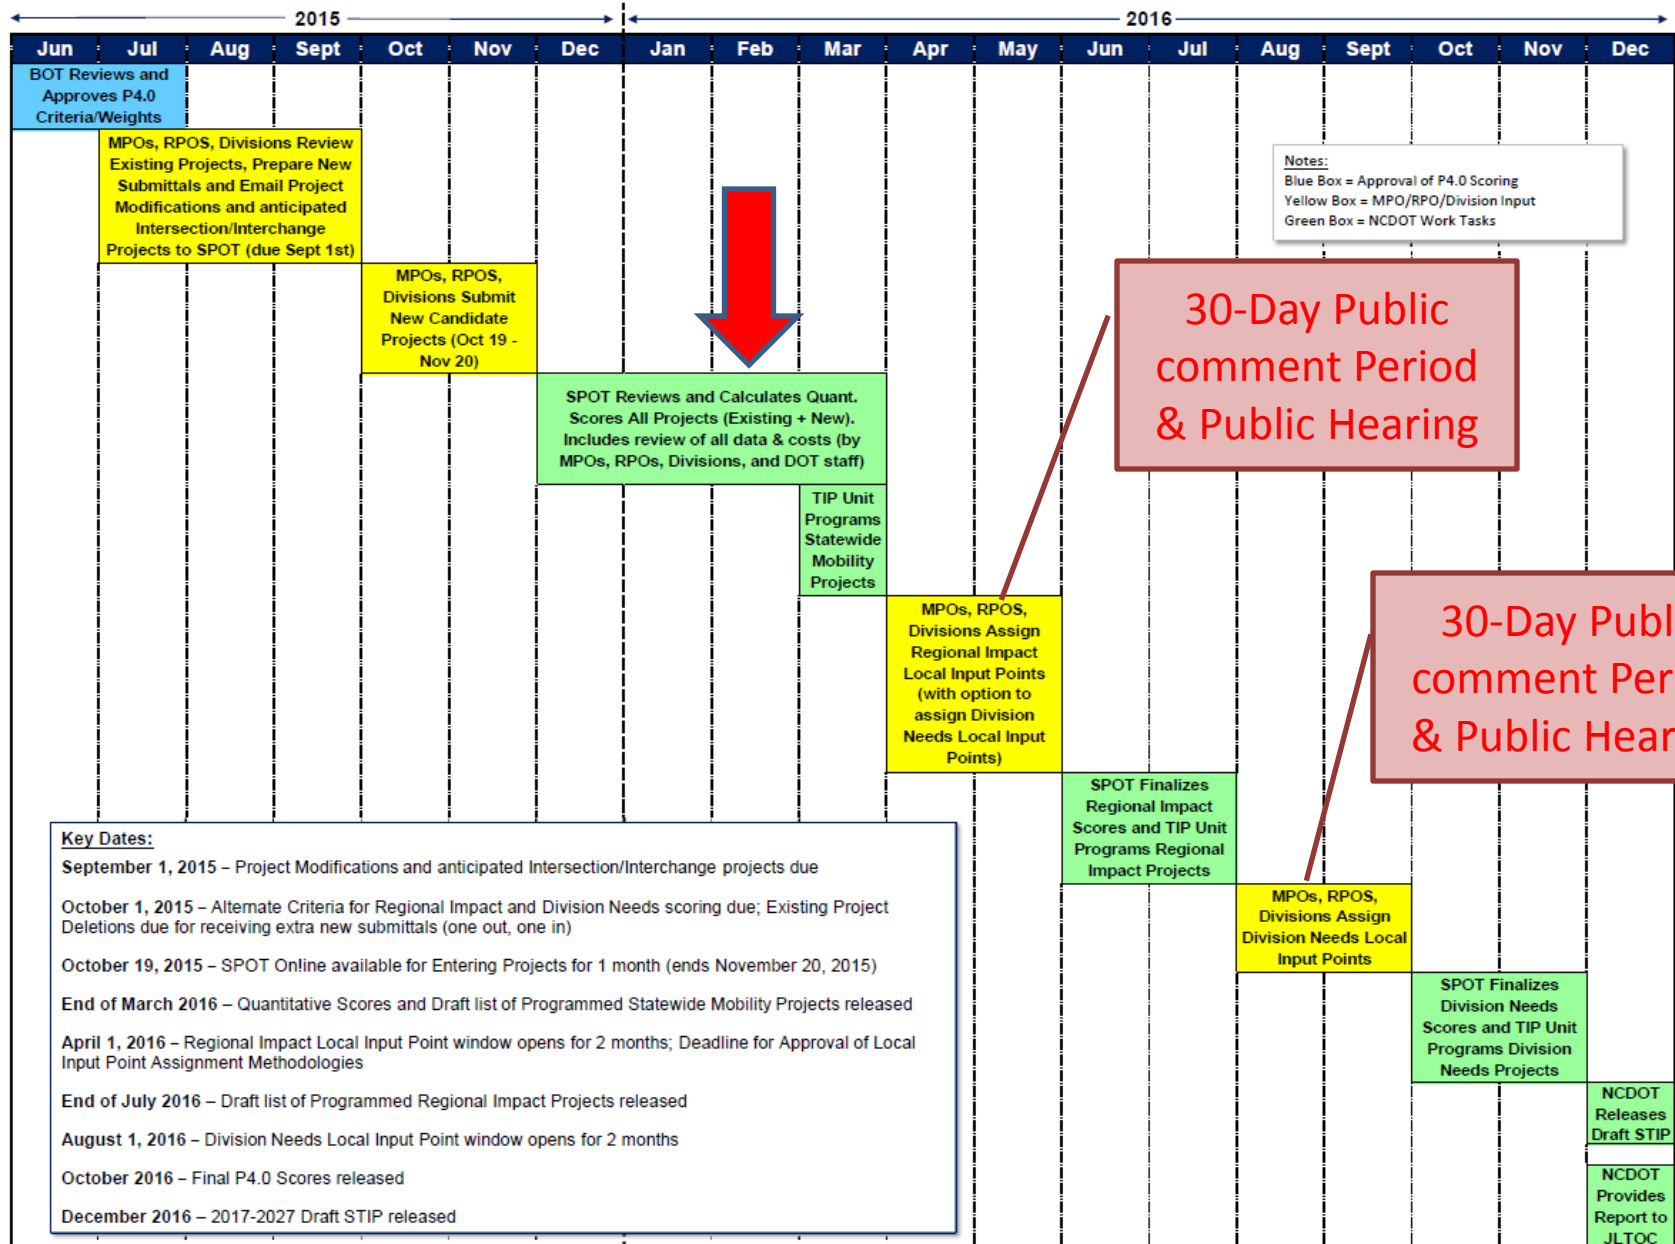 2015
2016
Jun Jul Aug Sept Oct Nov Dec Jan Feb Mar Apr May Jun Jul Aug Sept Oct Nov Dec
BOT Reviews and
Approves P4.0
Criteria/Weights
MPOs, RPOS, Divisions Review
Existing Projects, Prepare New
Submittals and Email Project
Modifications and anticipated
Intersection/Interchange
Projects to SPOT (due Sept 1st)
Notes:
Blue Box = Approval of P4.0 Scoring
Yellow Box = MPO/RPO/Division Input
Green Box = NCDOT Work Tasks
MPOs, RPOS,
Divisions Submit
New Candidate
Projects (Oct 19 -
Nov 20)
30-Day Public
comment Period
& Public Hearing
SPOT Reviews and Calculates Quant.
Scores All Projects (Existing + New).
Includes review of all data & costs (by
MPOs, RPOs, Divisions, and DOT staff)
TIP Unit
Programs
Statewide
Mobility
Projects
MPOs, RPOS,
Divisions Assign
Regional Impact
Local Input Points
(with option to
assign Division
Needs Local Input
Points)
30-Day Publi
comment Per
& Public Hear
SPOT Finalizes
Regional Impact
Scores and TIP Unit
Programs Regional
Impact Projects
MPOs, RPOS,
Divisions Assign
Division Needs Local
Input Points
SPOT Finalizes
Division Needs
Scores and TIP Unit
Programs Division
Needs Projects
NCDOT
Releases
Draft STIP
NCDOT
Provides
Report to
JLTOC
Key Dates:
September 1, 2015 – Project Modifications and anticipated Intersection/Interchange projects due
October 1, 2015 – Alternate Criteria for Regional Impact and Division Needs scoring due; Existing Project
Deletions due for receiving extra new submittals (one out, one in)
October 19, 2015 – SPOT Online available for Entering Projects for 1 month (ends November 20, 2015)
End of March 2016 – Quantitative Scores and Draft list of Programmed Statewide Mobility Projects released
April 1, 2016 – Regional Impact Local Input Point window opens for 2 months; Deadline for Approval of Local
Input Point Assignment Methodologies
End of July 2016 – Draft list of Programmed Regional Impact Projects released
August 1, 2016 – Division Needs Local Input Point window opens for 2 months
October 2016 – Final P4.0 Scores released
December 2016 – 2017-2027 Draft STIP released